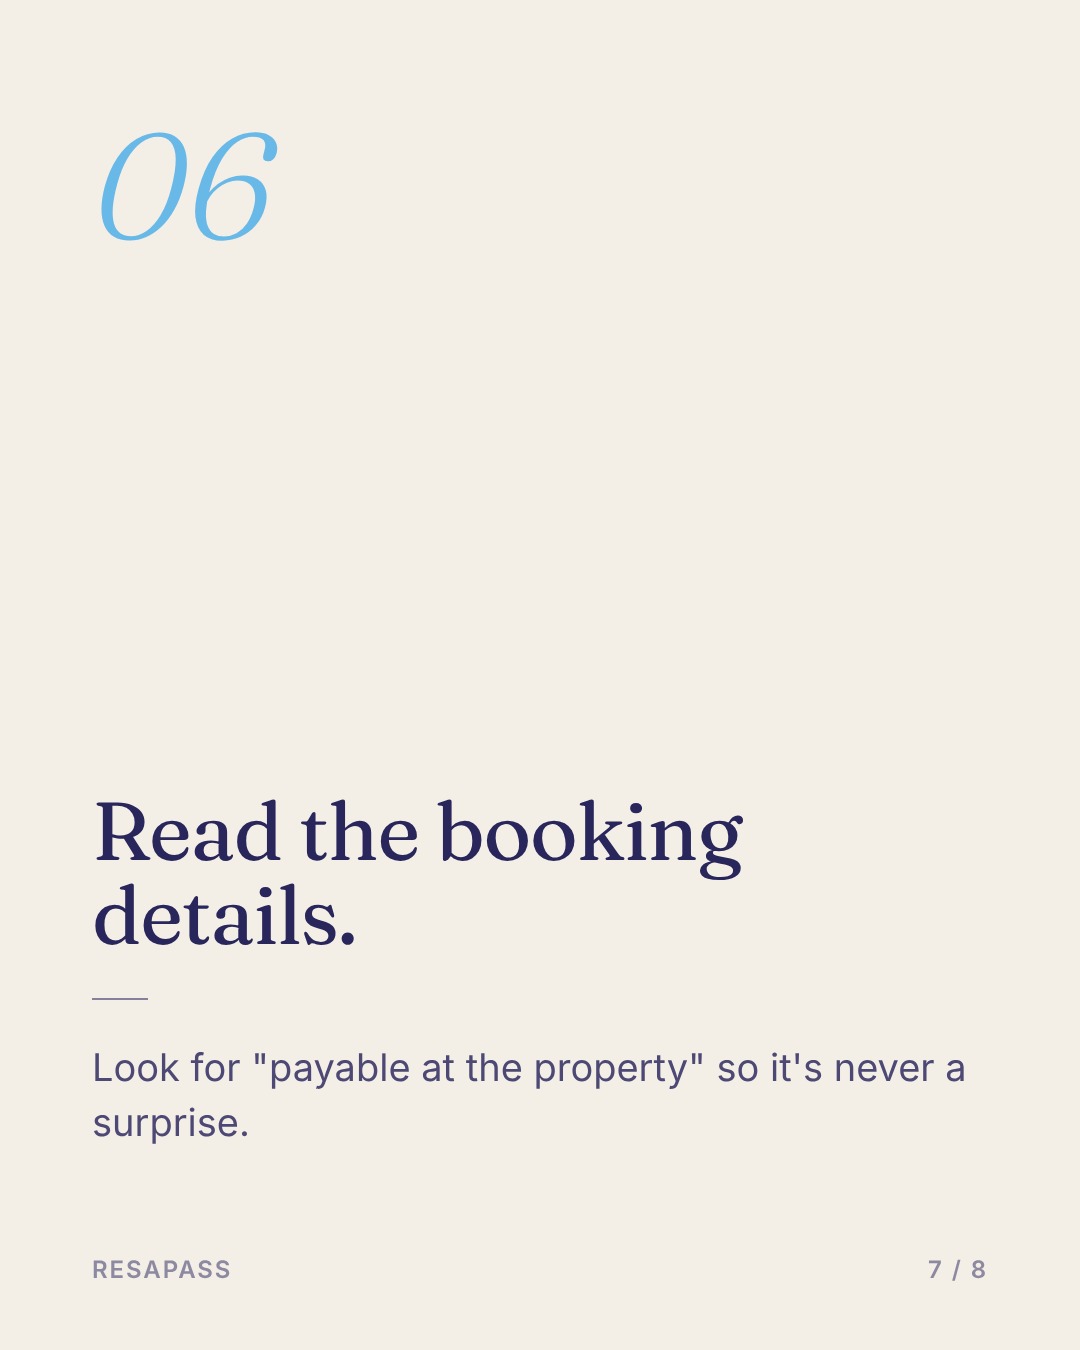 06
Read the booking
details.
Look for "payable at the property" so it's never a
surprise.
RESAPASS
7 / 8